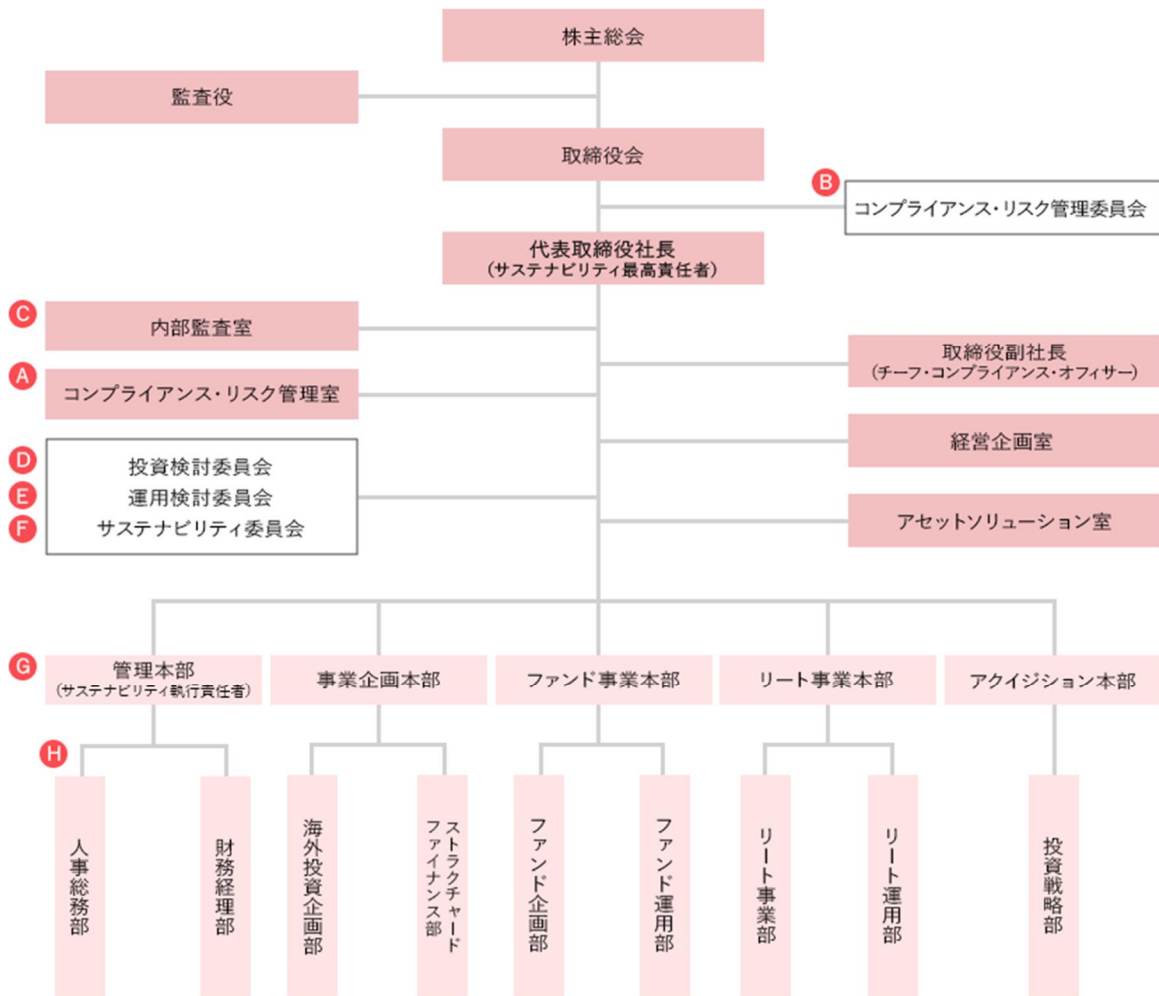 株主総会
監査役
取締役会
B
コンプライアンス・リスク管理委員会
代表取締役社長
(サステナビリティ最高責任者)
C
内部監査室
取締役副社長
(チーフ・コンプライアンス・オフィサー)
A
コンプライアンス・リスク管理室
経営企画室
D
投資検討委員会
E
運用検討委員会
F
サステナビリティ委員会
アセットソリューション室
G
管理本部
(サステナビリティ執行責任者)
事業企画本部
ファンド事業本部
リート事業本部
アクイジション本部
H
人事総務部
財務経理部
海外投資企画部
ストラクチャード
ファイナンス部
ファンド企画部
ファンド運用部
リート事業部
リート運用部
投資戦略部